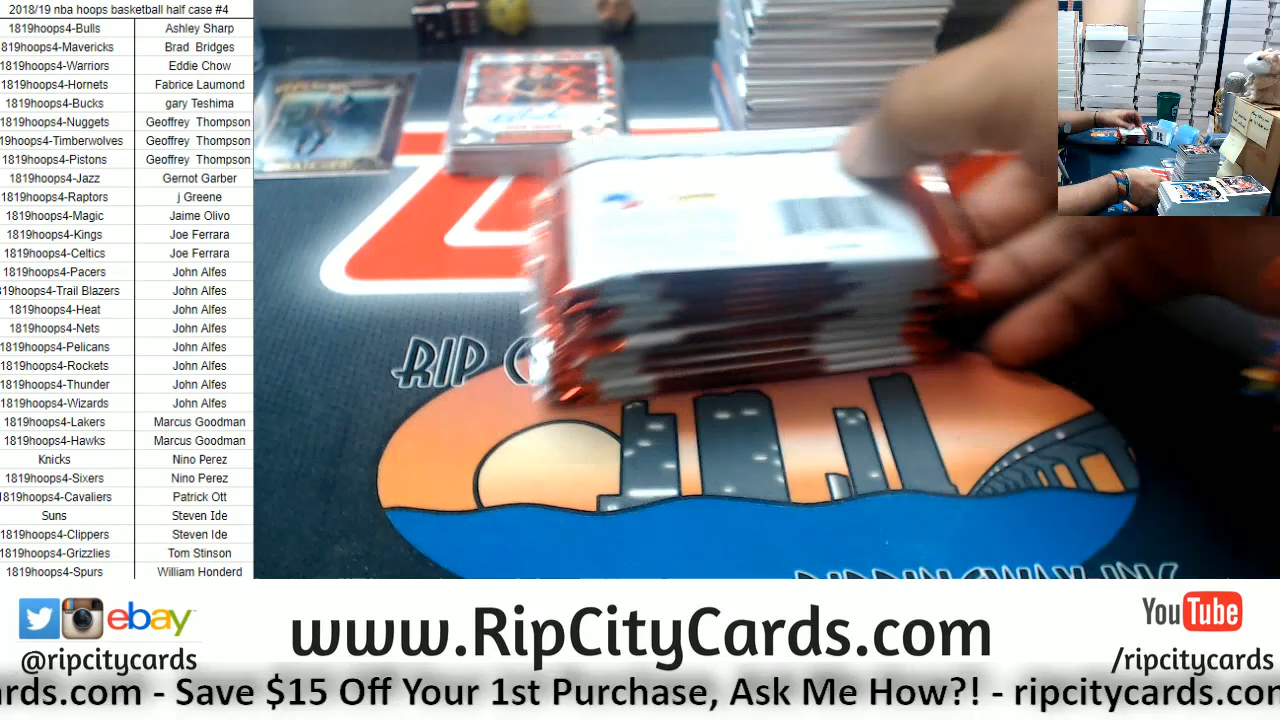 2018/19 nba hoops basketball half case #4
1819hoops4-Bulls Ashley Sharp
819hoops4-Mavericks Brad Bridges
1819hoops4-Warriors Eddie Chow
1819hoops4-Hornets Fabrice Laumond
1819hoops4-Bucks gary Teshima
1819hoops4-Nuggets Geoffrey Thompson
19hoops4-Timberwolves Geoffrey Thompson
1819hoops4-Pistons Geoffrey Thompson
1819hoops4-Jazz Gernot Garber
1819hoops4-Raptors j Greene
1819hoops4-Magic Jaime Olivo
1819hoops4-Kings Joe Ferrara
1819hoops4-Celtics Joe Ferrara
1819hoops4-Pacers John Alfes
819hoops4-Trail Blazers John Alfes
1819hoops4-Heat John Alfes
1819hoops4-Nets John Alfes
1819hoops4-Pelicans John Alfes
1819hoops4-Rockets John Alfes
1819hoops4-Thunder John Alfes
1819hoops4-Wizards John Alfes
1819hoops4-Lakers Marcus Goodman
1819hoops4-Hawks Marcus Goodman
Knicks Nino Perez
1819hoops4-Sixers Nino Perez
1819hoops4-Cavaliers Patrick Ott
Suns Steven Ide
1819hoops4-Clippers Steven Ide
1819hoops4-Grizzlies Tom Stinson
1819hoops4-Spurs William Honderd
RIP C
ebay
@ripcitycards
www.RipCityCards.com
YouTube
/ripcitycards
ards.com - Save $15 Off Your 1st Purchase, Ask Me How?! - ripcitycards.com